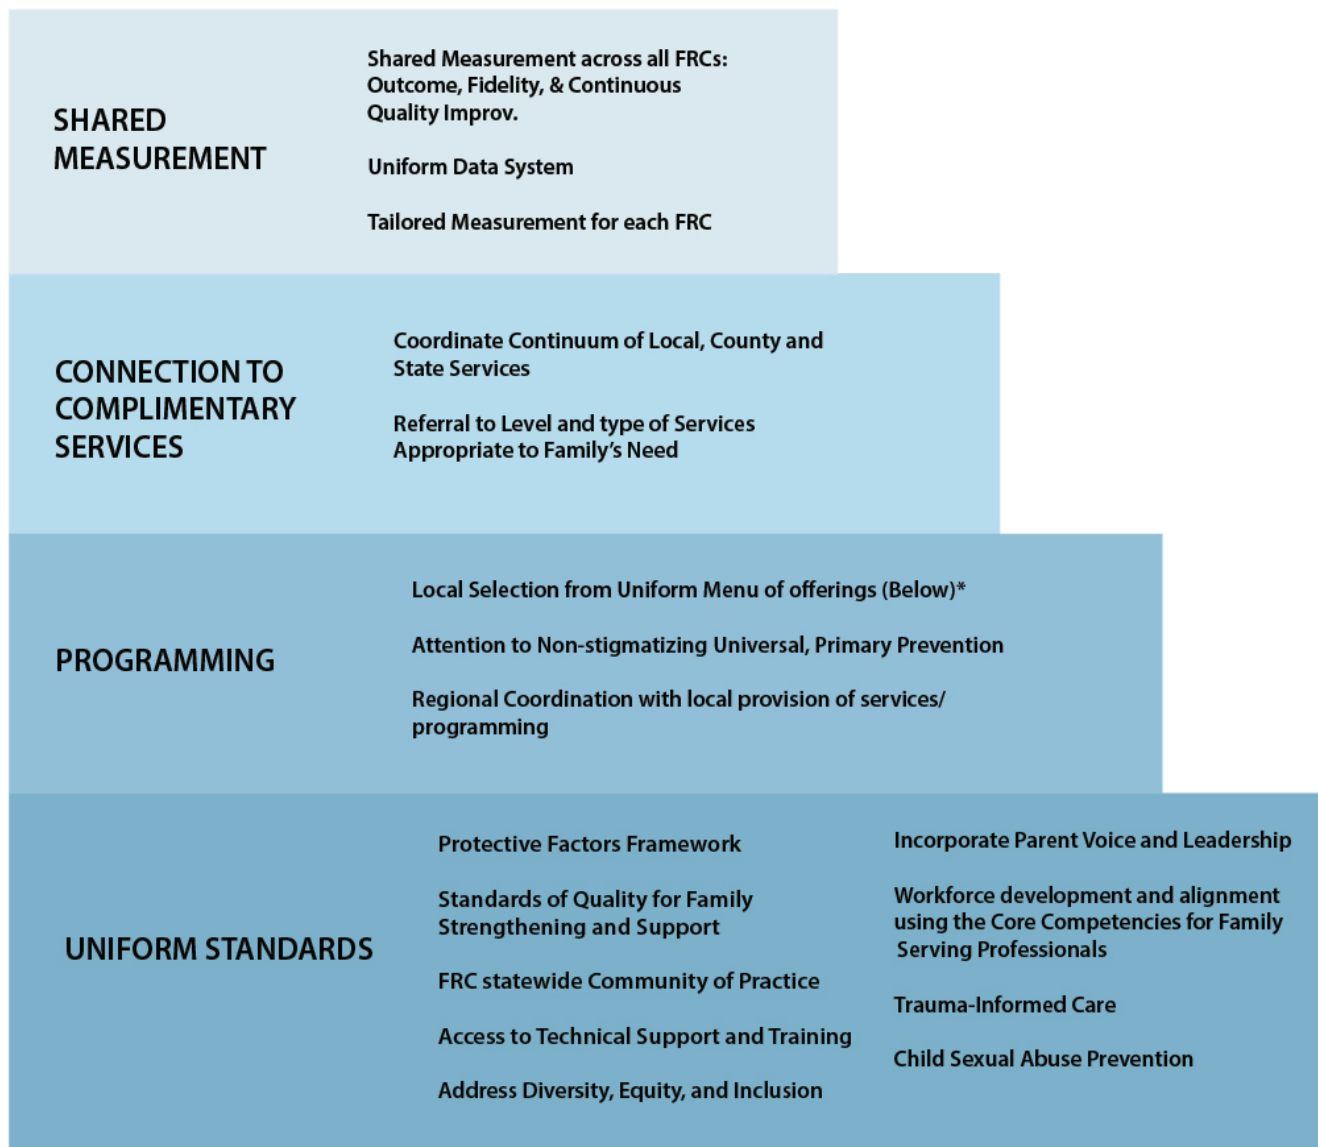 SHARED
MEASUREMENT
Shared Measurement across all FRCs:
Outcome, Fidelity, & Continuous
Quality Improv.
Uniform Data System
Tailored Measurement for each FRC
CONNECTION TO
COMPLIMENTARY
SERVICES
Coordinate Continuum of Local, County and
State Services
Referral to Level and type of Services
Appropriate to Family’s Need
PROGRAMMING
Local Selection from Uniform Menu of offerings (Below)*
Attention to Non-stigmatizing Universal, Primary Prevention
Regional Coordination with local provision of services/
programming
UNIFORM STANDARDS
Protective Factors Framework
Standards of Quality for Family
Strengthening and Support
FRC statewide Community of Practice
Access to Technical Support and Training
Address Diversity, Equity, and Inclusion
Incorporate Parent Voice and Leadership
Workforce development and alignment
using the Core Competencies for Family
Serving Professionals
Trauma-Informed Care
Child Sexual Abuse Prevention